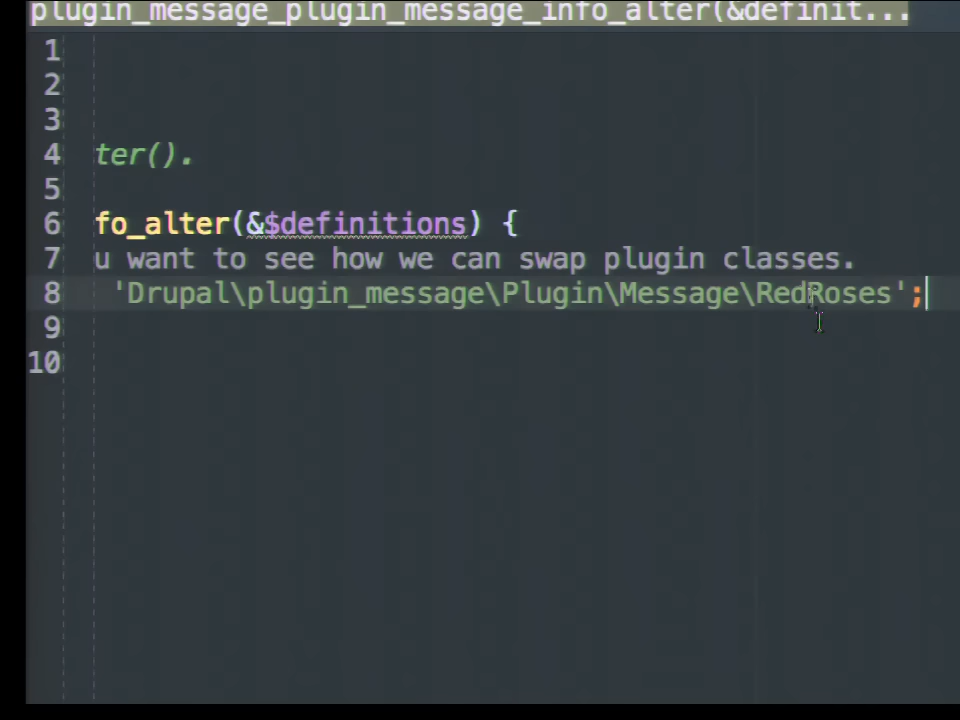 plugin_message_plugin_message_info_alter(&definit...
1
2
3
4 ter().
5
6 fo_alter(&$definitions) {
7 u want to see how we can swap plugin classes.
8 'Drupal\plugin_message\Plugin\Message\RedRoses';
9
10